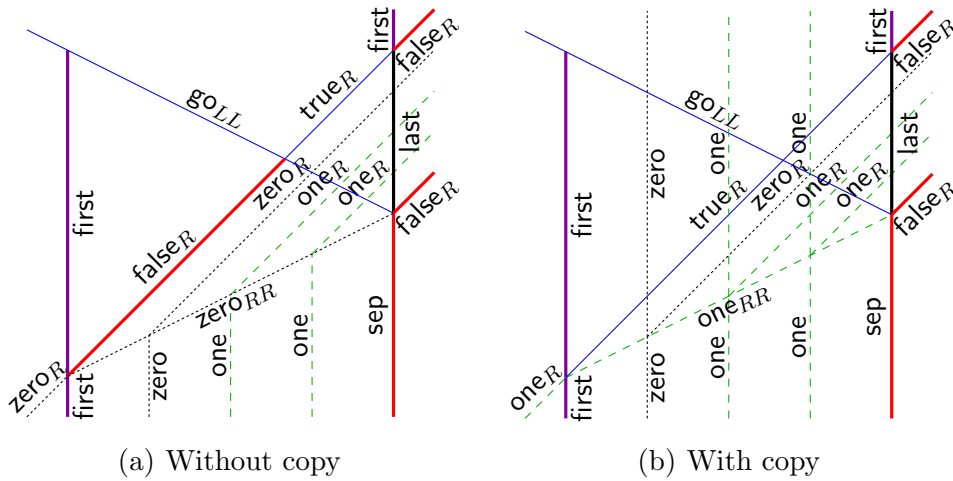 first
false_R
true_R
go_LL
last
zero_R
one_R
one_R
first
false_R
false_R
zero_RR
sep
zero_R
first
zero
one
one
(a) Without copy
first
false_R
go_LL
one
one
last
zero
true_R
zero_R
one_R
one_R
first
false_R
one_RR
sep
one_R
first
zero
one
one
(b) With copy